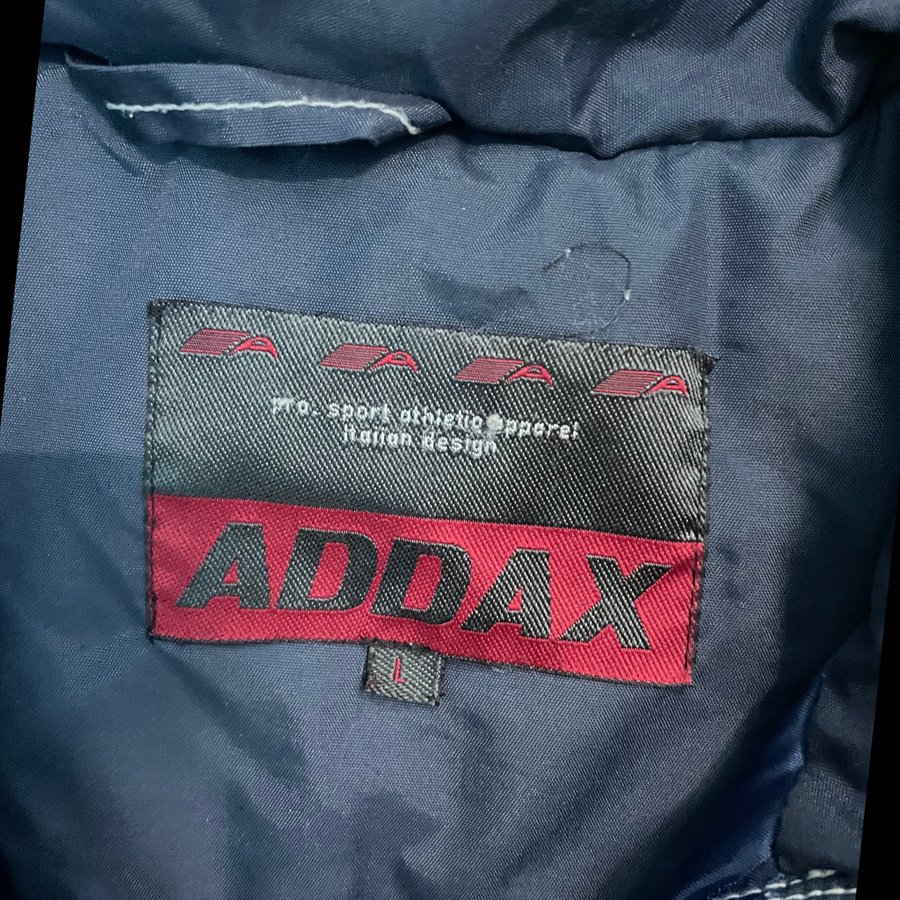 A A A A
pro. sport athletic apparel
italian design
ADDAX
L